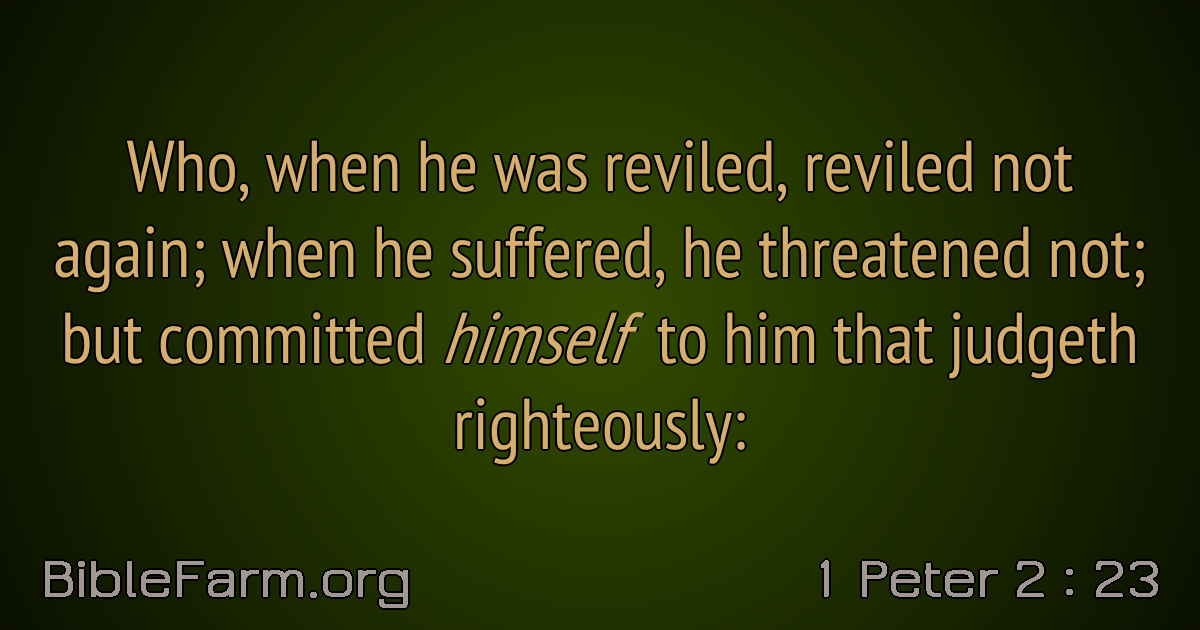 Who, when he was reviled, reviled not
again; when he suffered, he threatened not;
but committed himself to him that judgeth
righteously:
BibleFarm.org
1 Peter 2 : 23